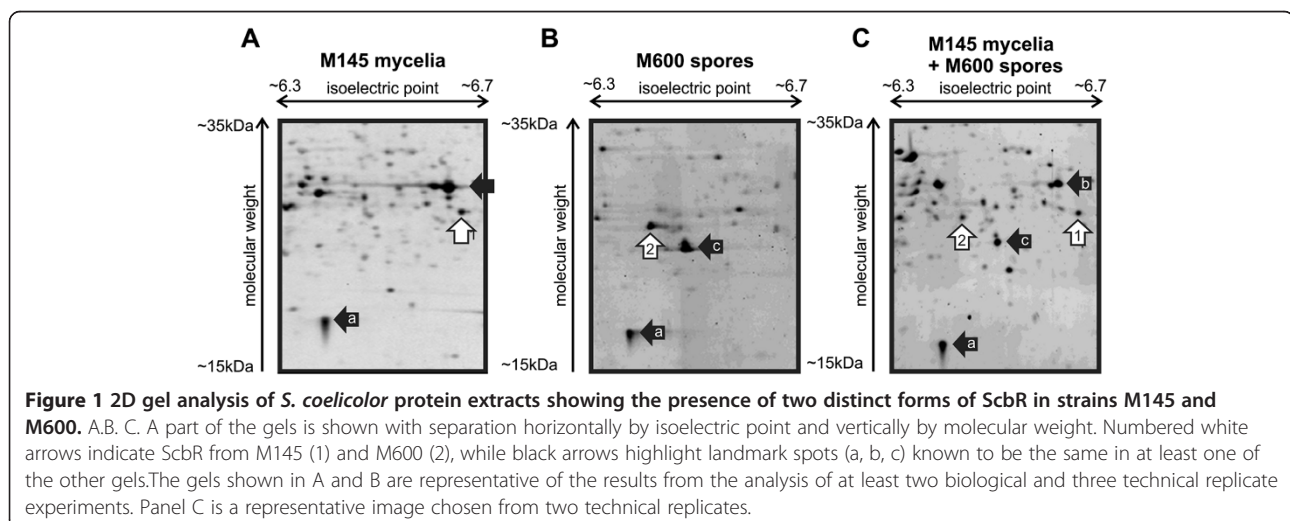 A
M145 mycelia
~6.3 isoelectric point ~6.7
~35kDa
molecular weight
~15kDa
1
a
B
M600 spores
~6.3 isoelectric point ~6.7
~35kDa
molecular weight
~15kDa
2
c
a
C
M145 mycelia
+ M600 spores
~6.3 isoelectric point ~6.7
~35kDa
molecular weight
~15kDa
b
2
1
c
a
Figure 1 2D gel analysis of S. coelicolor protein extracts showing the presence of two distinct forms of ScbR in strains M145 and
M600. A.B. C. A part of the gels is shown with separation horizontally by isoelectric point and vertically by molecular weight. Numbered white
arrows indicate ScbR from M145 (1) and M600 (2), while black arrows highlight landmark spots (a, b, c) known to be the same in at least one of
the other gels.The gels shown in A and B are representative of the results from the analysis of at least two biological and three technical replicate
experiments. Panel C is a representative image chosen from two technical replicates.